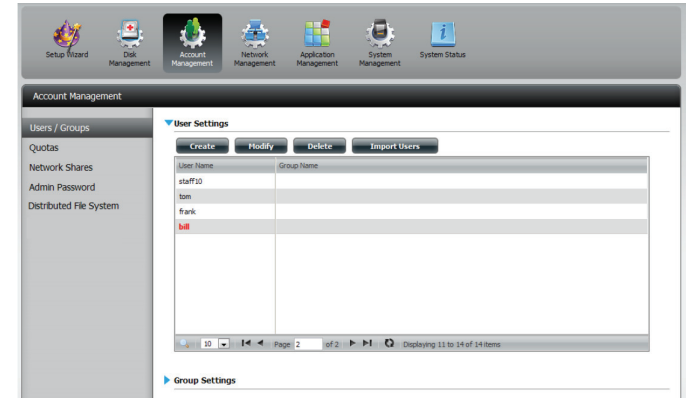 Setup Wizard
Disk Management
Account Management
Network Management
Application Management
System Management
System Status
Account Management
Users / Groups
Quotas
Network Shares
Admin Password
Distributed File System
User Settings
Create Modify Delete Import Users
User Name Group Name
staff10
tom
frank
bill
10 Page 2 of 2 Displaying 11 to 14 of 14 items
Group Settings